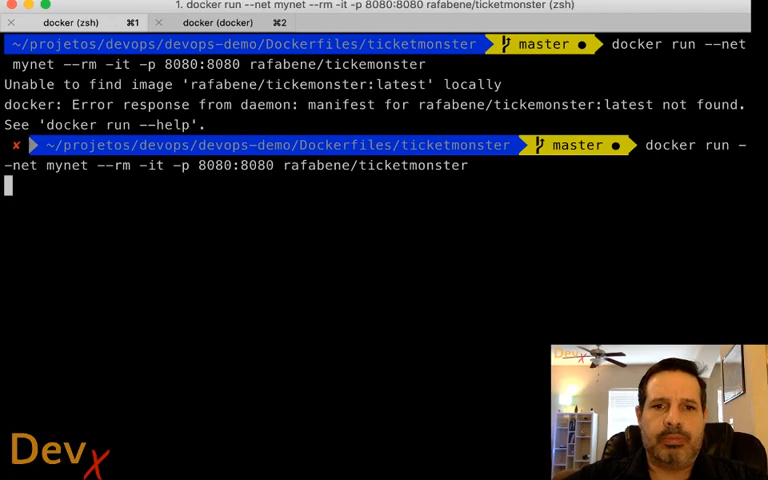 1. docker run --net mynet --rm -it -p 8080:8080 rafabene/ticketmonster (zsh)
× docker (zsh) ⌘1 × docker (docker) ⌘2
~/projetos/devops/devops-demo/Dockerfiles/ticketmonster master ● docker run --net
mynet --rm -it -p 8080:8080 rafabene/tickemonster
Unable to find image 'rafabene/tickemonster:latest' locally
docker: Error response from daemon: manifest for rafabene/tickemonster:latest not found.
See 'docker run --help'.
✘ ~/projetos/devops/devops-demo/Dockerfiles/ticketmonster master ● docker run -
-net mynet --rm -it -p 8080:8080 rafabene/ticketmonster
Dev x
Dev x